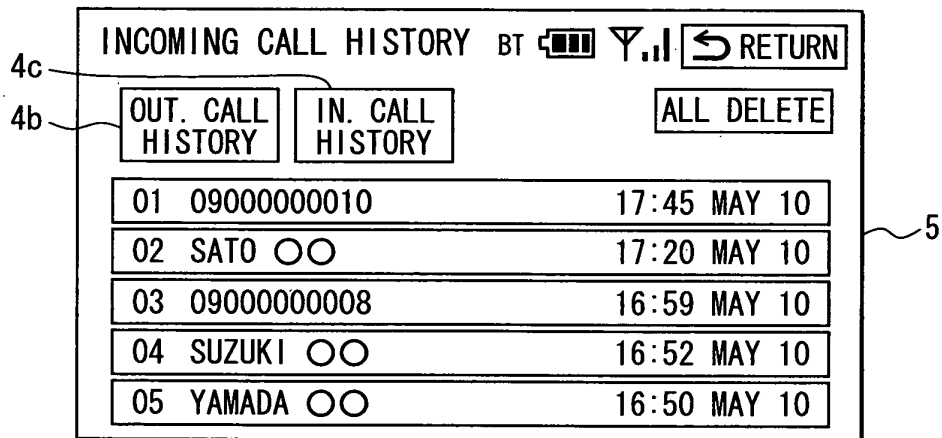 INCOMING CALL HISTORY BT RETURN
4c
4b
OUT. CALL HISTORY
IN. CALL HISTORY
ALL DELETE
01 09000000010 17:45 MAY 10
02 SATO ○○ 17:20 MAY 10
5
03 09000000008 16:59 MAY 10
04 SUZUKI ○○ 16:52 MAY 10
05 YAMADA ○○ 16:50 MAY 10